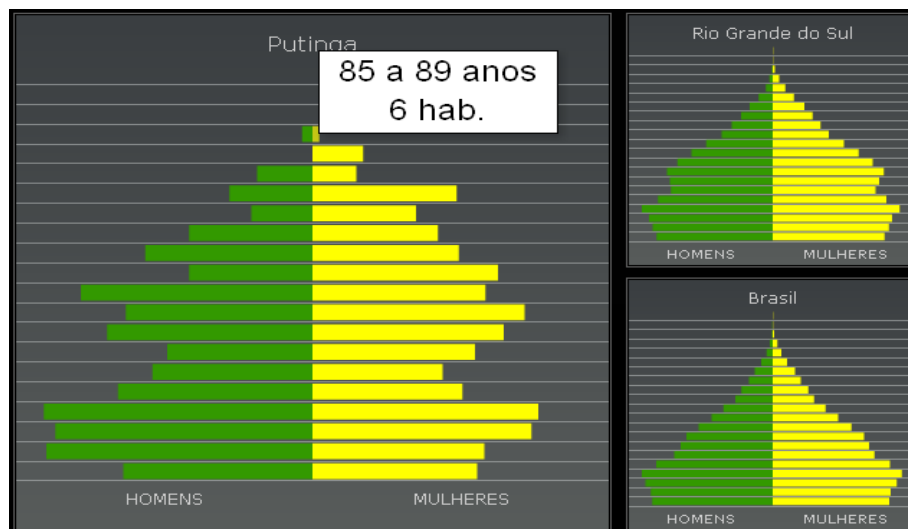 Putinga
85 a 89 anos
6 hab.
HOMENS MULHERES
Rio Grande do Sul
HOMENS MULHERES
Brasil
HOMENS MULHERES